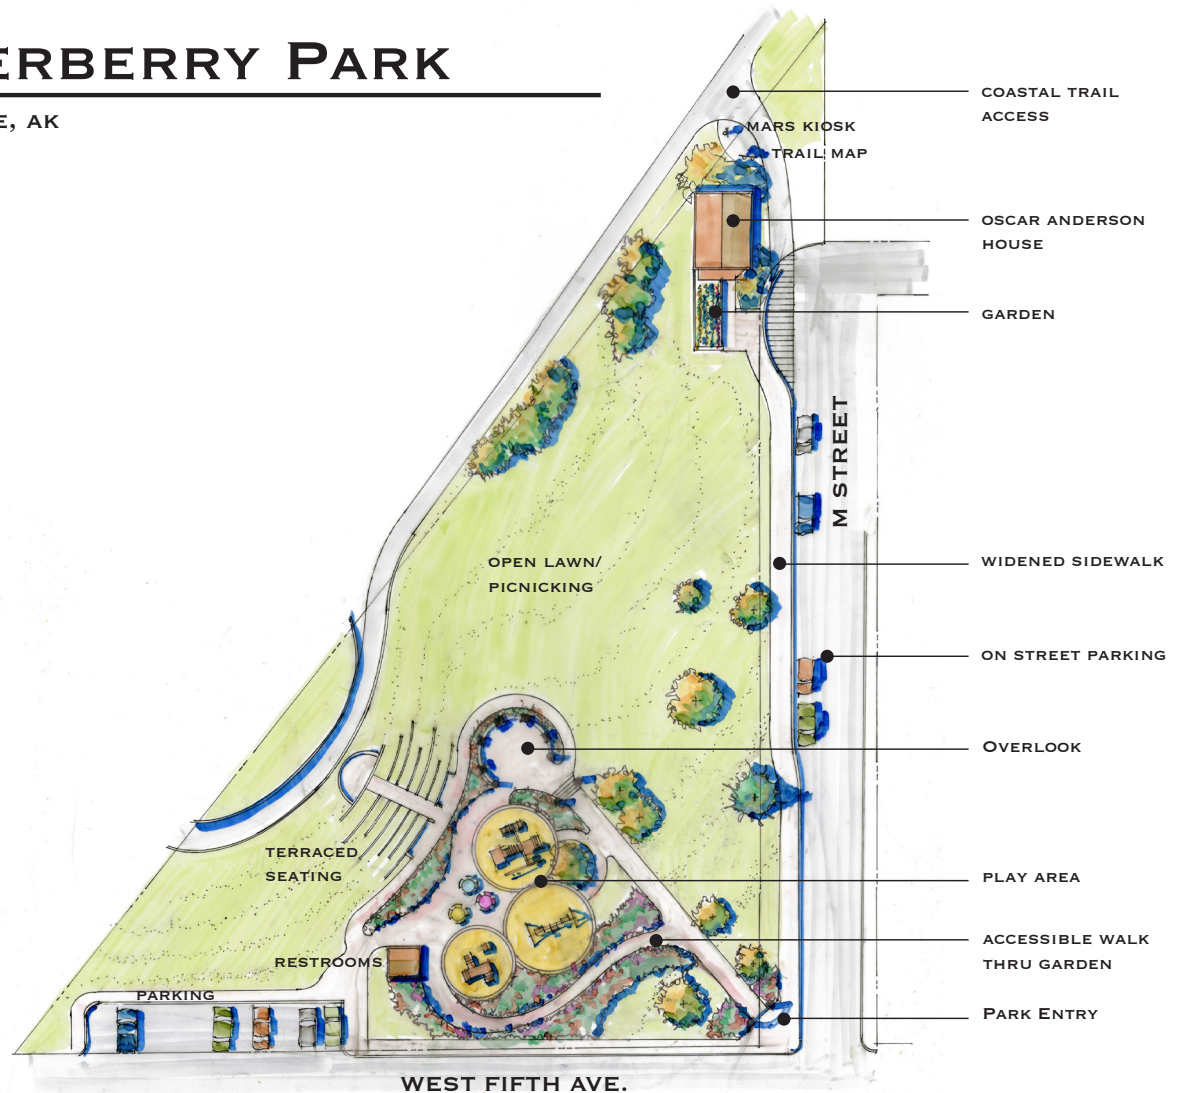 ERBERRY PARK
E, AK
COASTAL TRAIL
ACCESS
MARS KIOSK
TRAIL MAP
OSCAR ANDERSON
HOUSE
GARDEN
M STREET
OPEN LAWN/
PICNICKING
WIDENED SIDEWALK
ON STREET PARKING
OVERLOOK
TERRACED
SEATING
PLAY AREA
ACCESSIBLE WALK
THRU GARDEN
RESTROOMS
PARKING
PARK ENTRY
WEST FIFTH AVE.